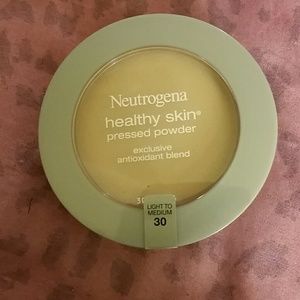 Neutrogena
healthy skin®
pressed powder
exclusive
antioxidant blend
LIGHT TO
MEDIUM
30